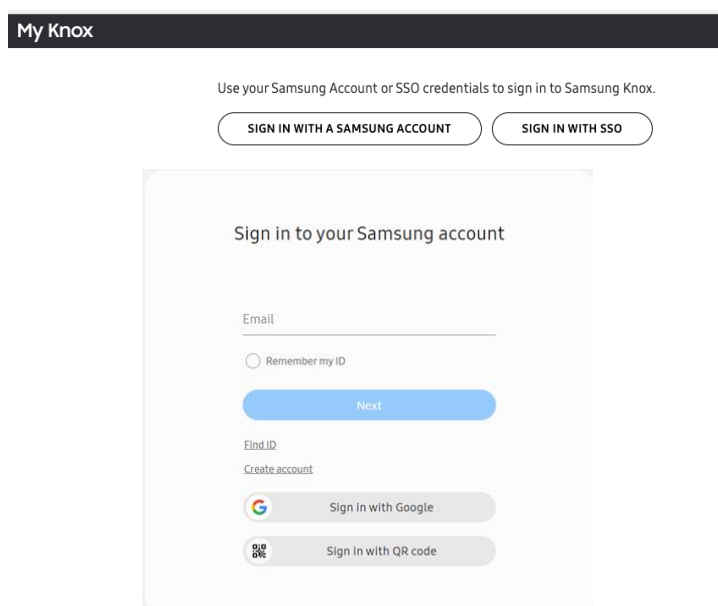 My Knox
Use your Samsung Account or SSO credentials to sign in to Samsung Knox.
SIGN IN WITH A SAMSUNG ACCOUNT
SIGN IN WITH SSO
Sign in to your Samsung account
Email
Remember my ID
Next
Find ID
Create account
Sign in with Google
Sign in with QR code